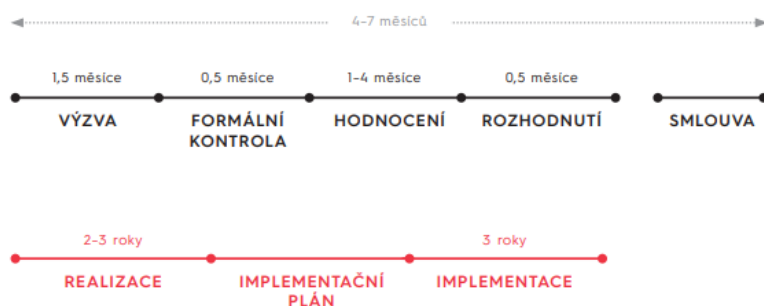 4–7 měsíců
1,5 měsíce
0,5 měsíce
1–4 měsíce
0,5 měsíce
VÝZVA
FORMÁLNÍ
KONTROLA
HODNOCENÍ
ROZHODNUTÍ
SMLOUVA
2–3 roky
3 roky
REALIZACE
IMPLEMENTAČNÍ
PLÁN
IMPLEMENTACE